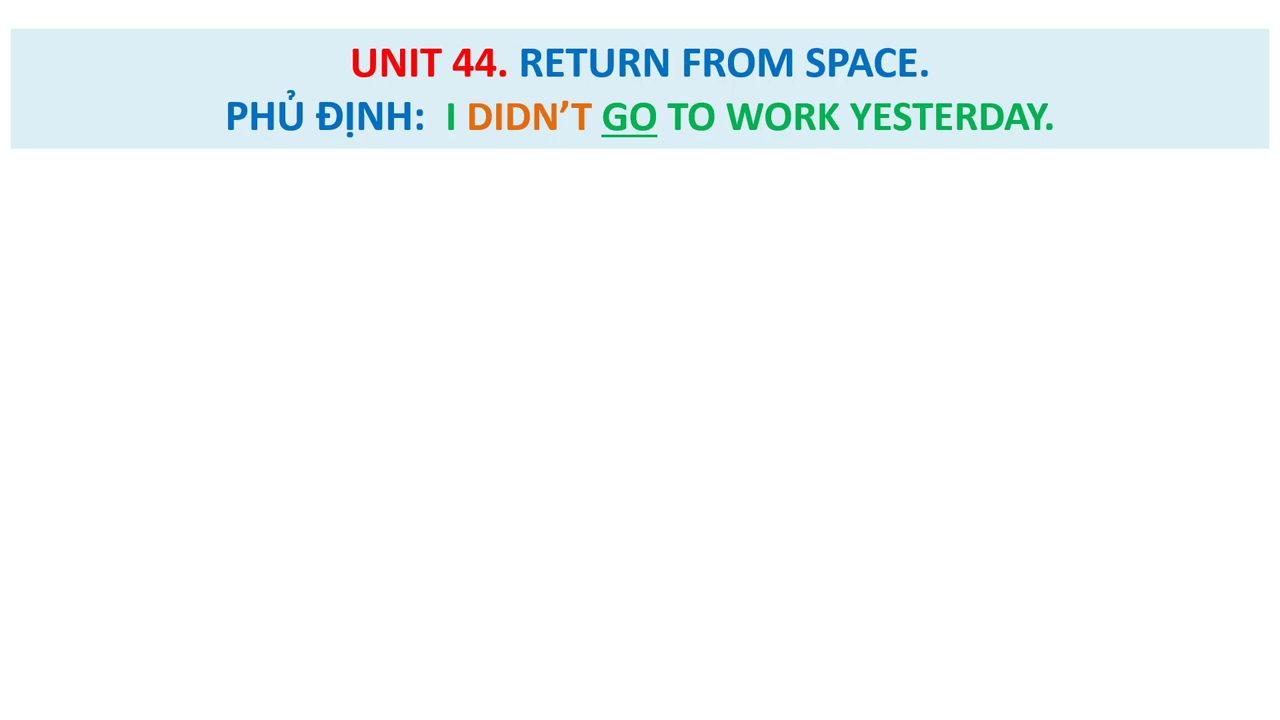 UNIT 44. RETURN FROM SPACE.
PHỦ ĐỊNH: I DIDN’T GO TO WORK YESTERDAY.